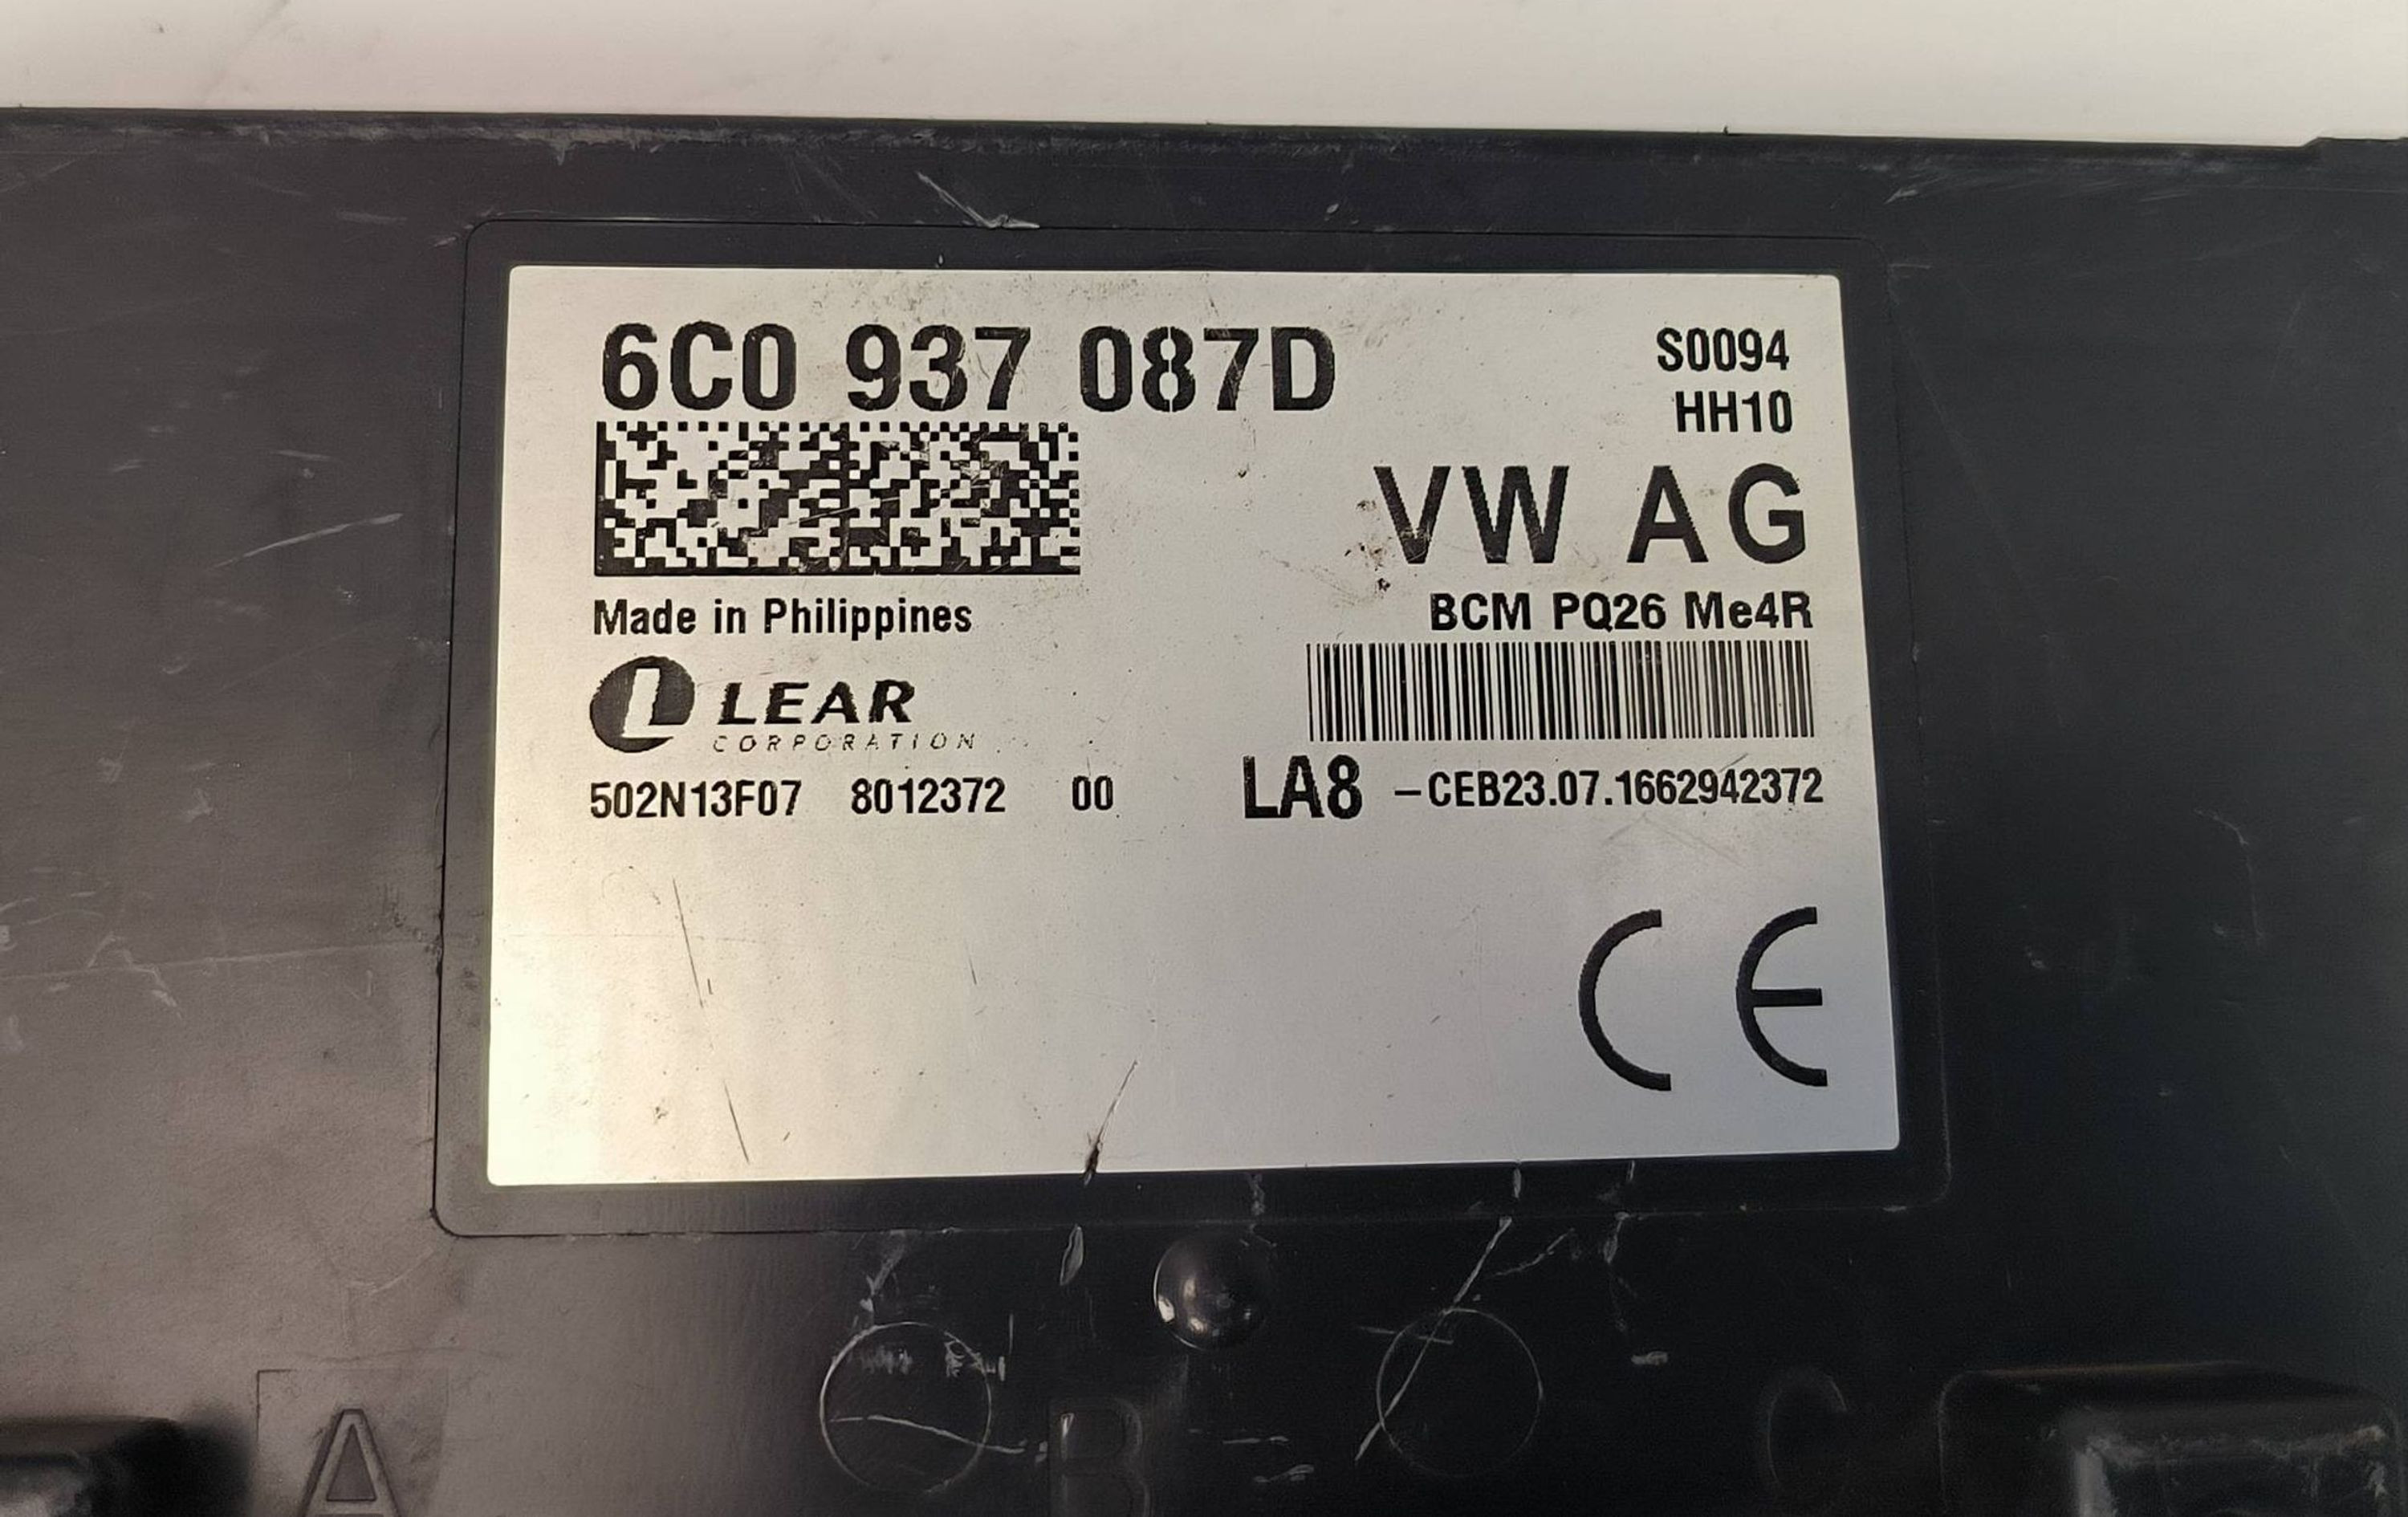 6C0 937 087D
S0094
HH10
VW AG
Made in Philippines
BCM PQ26 Me4R
L LEAR
CORPORATION
502N13F07 8012372 00
LA8 –CEB23.07.1662942372
CE
A
B
C